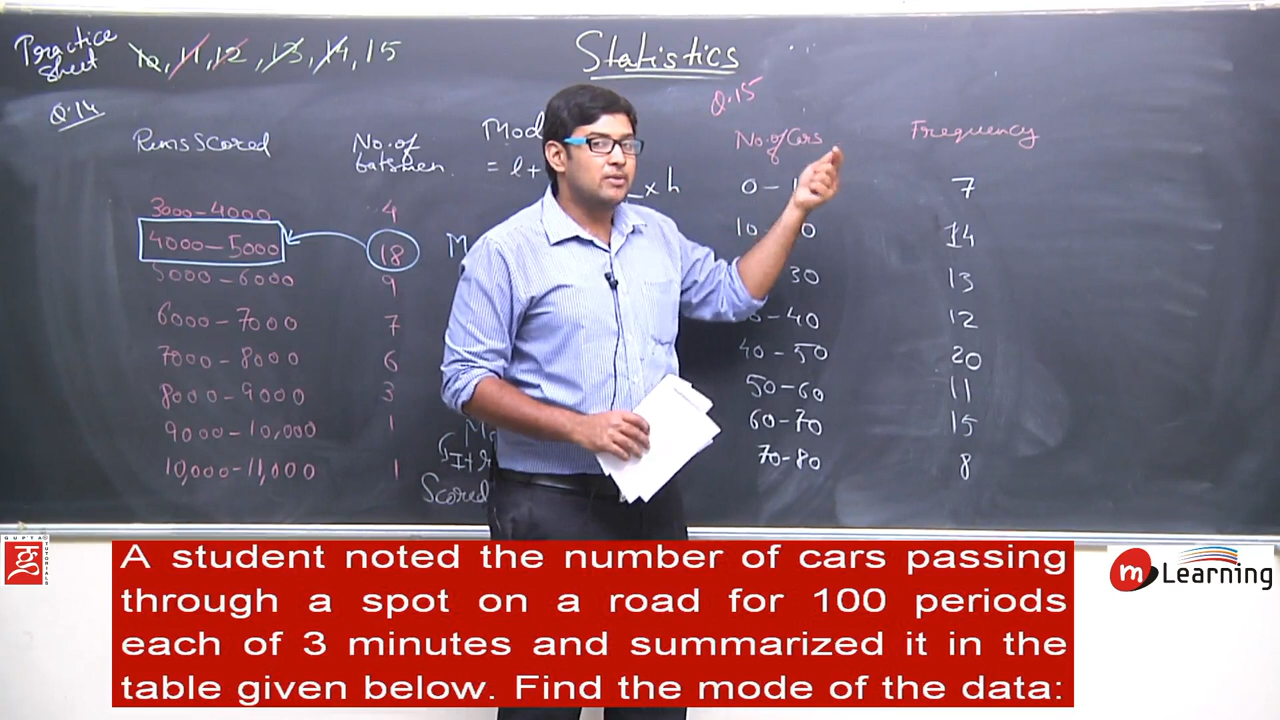 Practice Sheet 10, 11, 12, 13, 14, 15
Statistics
Q.14
Runs Scored No. of batsmen
3000-4000 4
4000-5000 18
5000-6000 9
6000-7000 7
7000-8000 6
8000-9000 3
9000-10,000 1
10,000-11,000 1
= l +
x h
Scored
Q.15
No. of Cars Frequency
0- 7
10- 0 14
30 13
-40 12
40-50 20
50-60 11
60-70 15
70-80 8
GUPTA TUTORIALS
A student noted the number of cars passing
through a spot on a road for 100 periods
each of 3 minutes and summarized it in the
table given below. Find the mode of the data:
m Learning